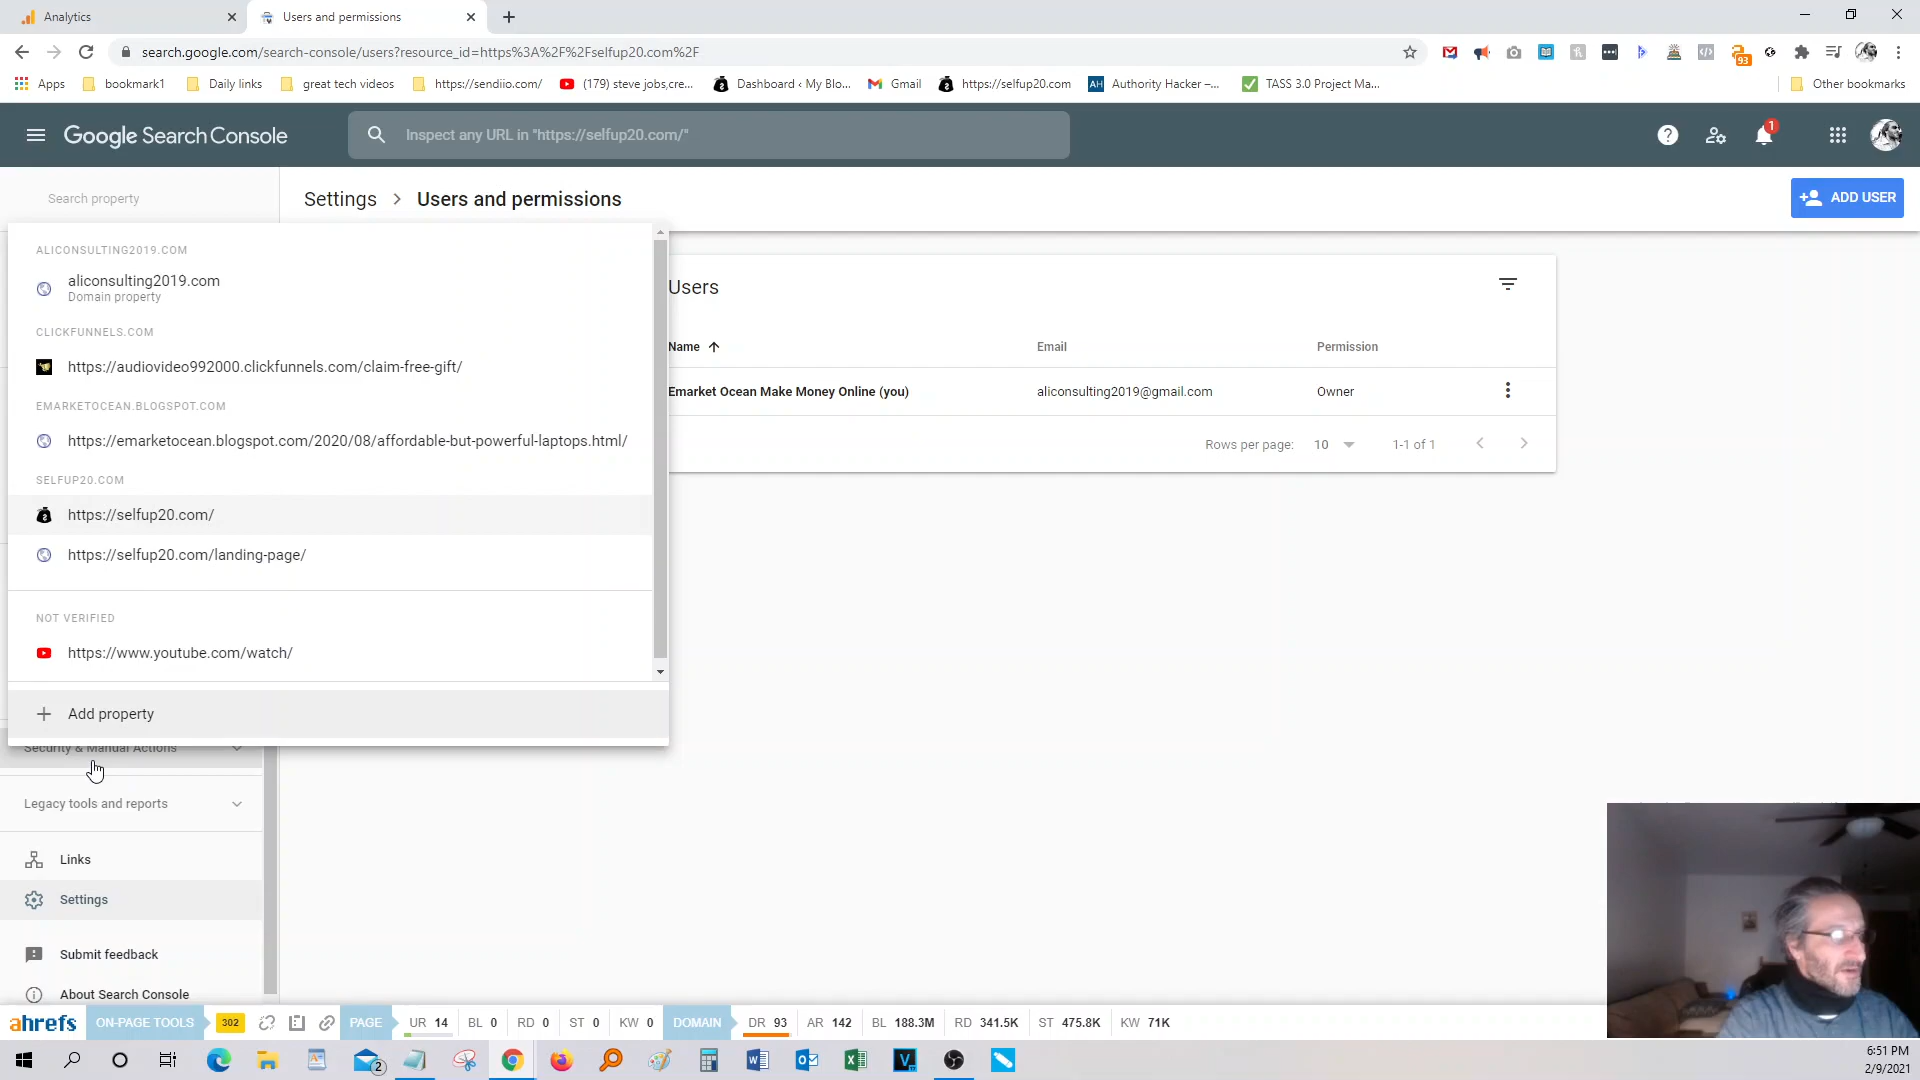 Analytics
Users and permissions
search.google.com/search-console/users?resource_id=https%3A%2F%2Fselfup20.com%2F
93
Apps
bookmark1
Daily links
great tech videos
https://sendiio.com/
(179) steve jobs,cre...
Dashboard ‹ My Blo...
Gmail
https://selfup20.com
AH Authority Hacker –...
TASS 3.0 Project Ma...
Other bookmarks
Google Search Console
Inspect any URL in "https://selfup20.com/"
1
Search property
Settings > Users and permissions
ADD USER
ALICONSULTING2019.COM
aliconsulting2019.com
Domain property
CLICKFUNNELS.COM
https://audiovideo992000.clickfunnels.com/claim-free-gift/
EMARKETOCEAN.BLOGSPOT.COM
https://emarketocean.blogspot.com/2020/08/affordable-but-powerful-laptops.html/
SELFUP20.COM
https://selfup20.com/
https://selfup20.com/landing-page/
NOT VERIFIED
https://www.youtube.com/watch/
Add property
Users
Name
Email
Permission
Emarket Ocean Make Money Online (you)
aliconsulting2019@gmail.com
Owner
Rows per page: 10
1-1 of 1
Security & Manual Actions
Legacy tools and reports
Links
Settings
Submit feedback
About Search Console
ahrefs ON-PAGE TOOLS 302 PAGE UR 14 BL 0 RD 0 ST 0 KW 0 DOMAIN DR 93 AR 142 BL 188.3M RD 341.5K ST 475.8K KW 71K
2
6:51 PM
2/9/2021